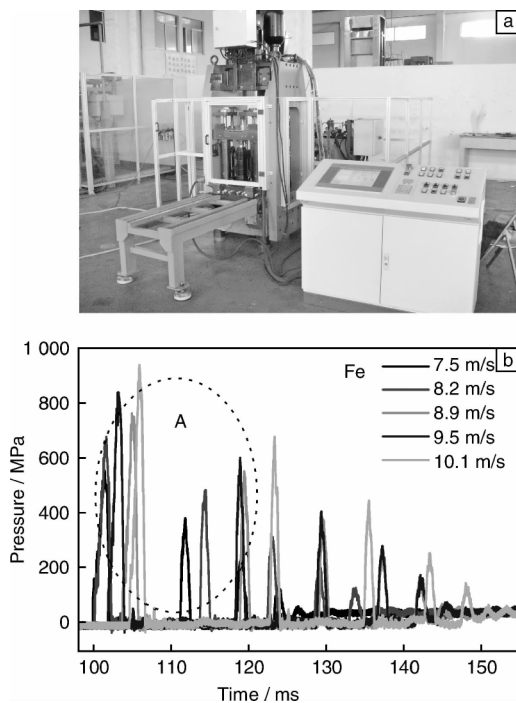 a
b
1 000
800
600
400
200
0
Pressure / MPa
Fe
7.5 m/s
8.2 m/s
8.9 m/s
9.5 m/s
10.1 m/s
A
100 110 120 130 140 150
Time / ms